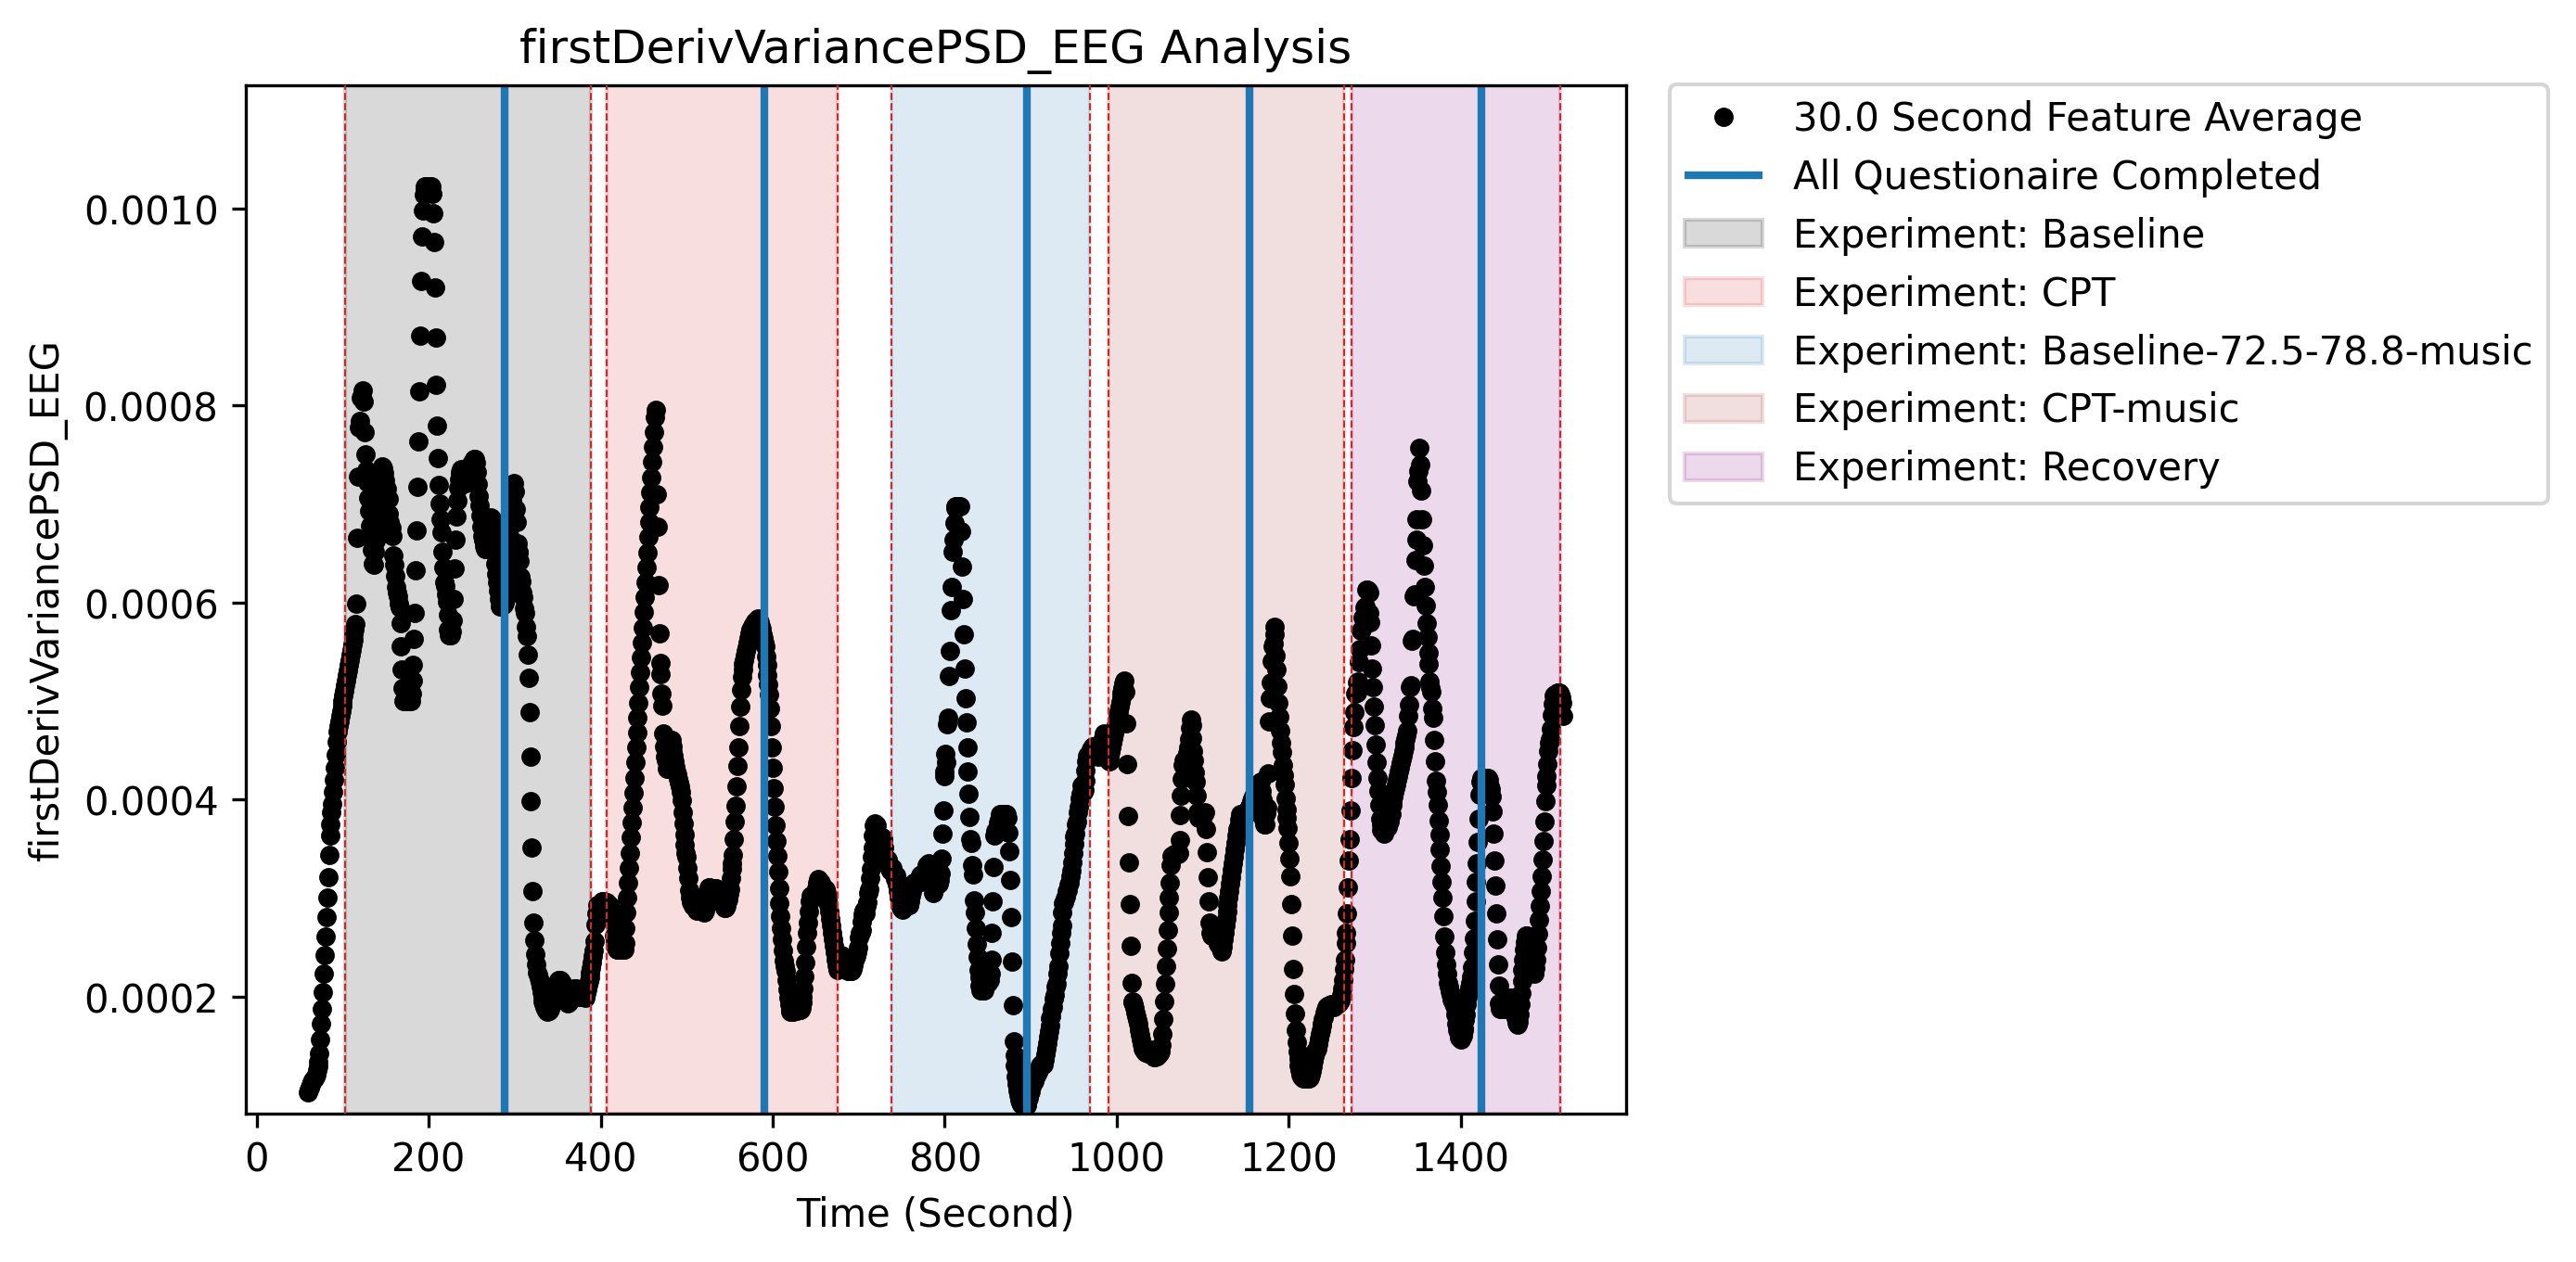 firstDerivVariancePSD_EEG Analysis
firstDerivVariancePSD_EEG
0.0010
0.0008
0.0006
0.0004
0.0002
0 200 400 600 800 1000 1200 1400
Time (Second)
30.0 Second Feature Average
All Questionaire Completed
Experiment: Baseline
Experiment: CPT
Experiment: Baseline-72.5-78.8-music
Experiment: CPT-music
Experiment: Recovery